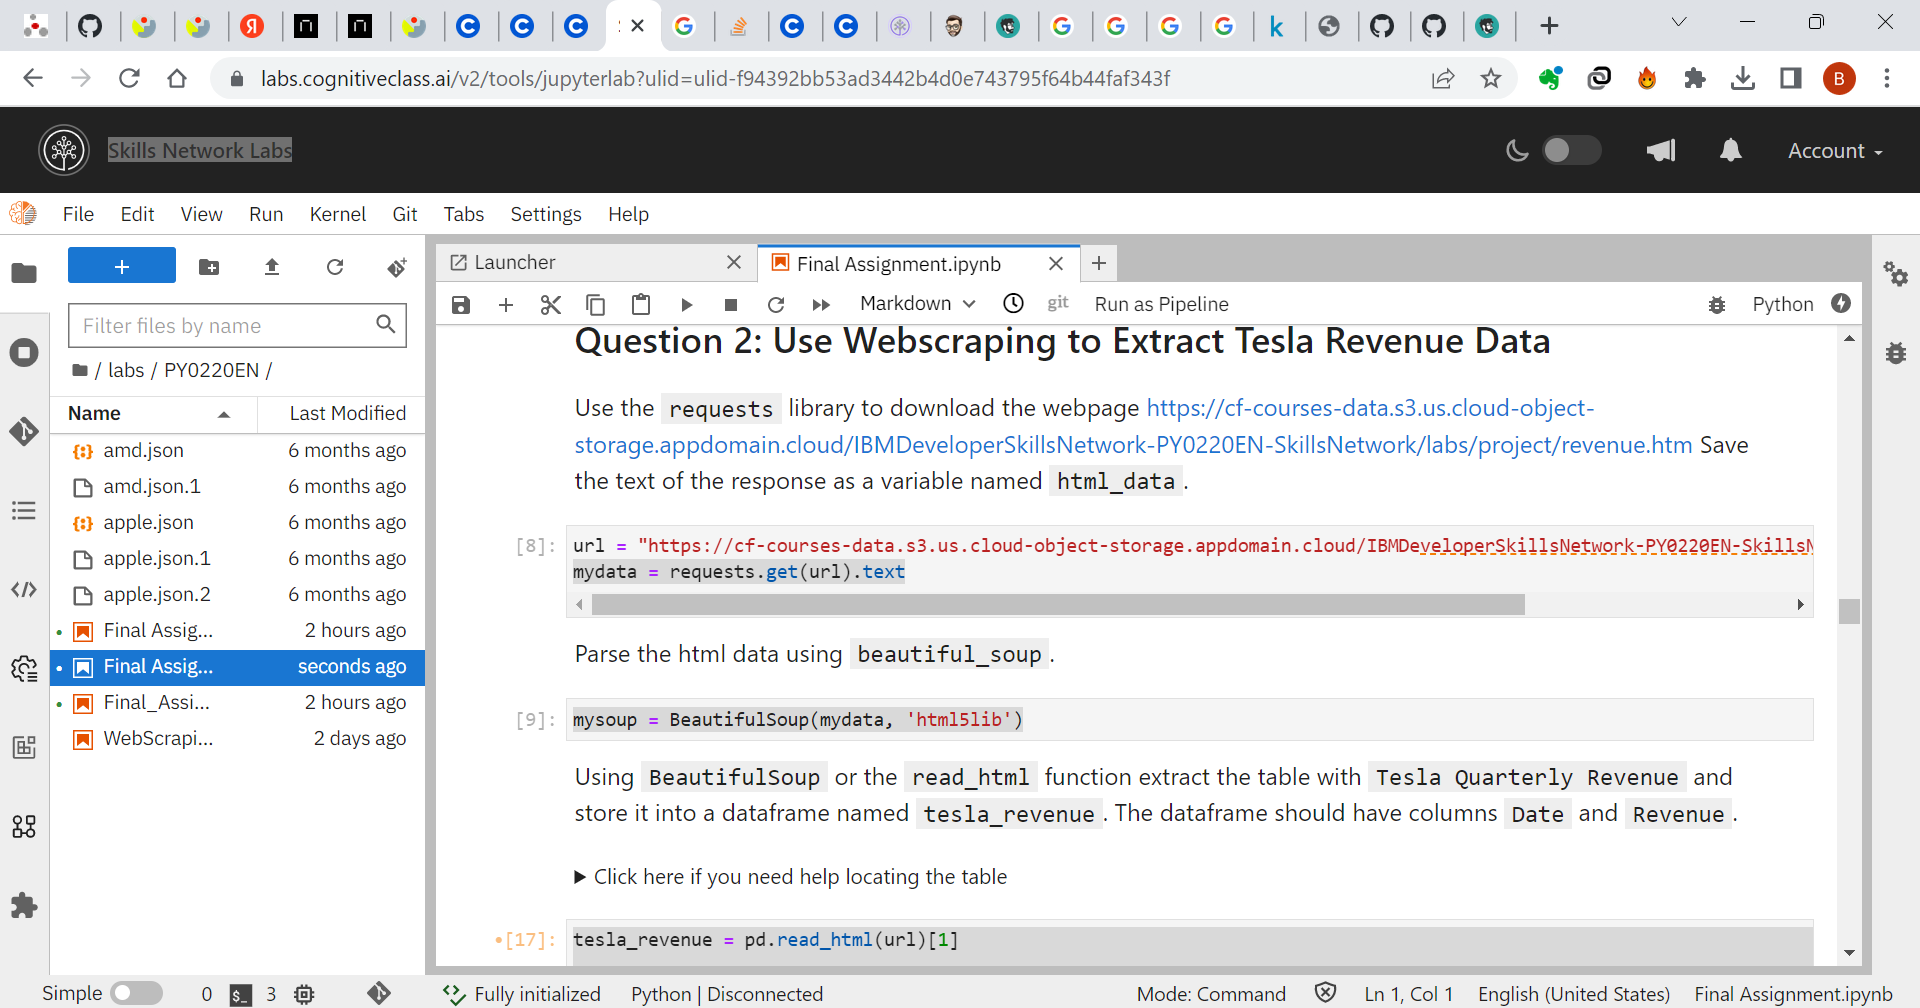 labs.cognitiveclass.ai/v2/tools/jupyterlab?ulid=ulid-f94392bb53ad3442b4d0e743795f64b44faf343f
B
Skills Network Labs
Account
File Edit View Run Kernel Git Tabs Settings Help
Launcher
Final Assignment.ipynb
Markdown
git
Run as Pipeline
Python
Filter files by name
/ labs / PY0220EN /
Name Last Modified
amd.json 6 months ago
amd.json.1 6 months ago
apple.json 6 months ago
apple.json.1 6 months ago
apple.json.2 6 months ago
Final Assig... 2 hours ago
Final Assig... seconds ago
Final_Assi... 2 hours ago
WebScrapi... 2 days ago
Question 2: Use Webscraping to Extract Tesla Revenue Data
Use the requests library to download the webpage https://cf-courses-data.s3.us.cloud-object-
storage.appdomain.cloud/IBMDeveloperSkillsNetwork-PY0220EN-SkillsNetwork/labs/project/revenue.htm Save
the text of the response as a variable named html_data.
[8]: url = "https://cf-courses-data.s3.us.cloud-object-storage.appdomain.cloud/IBMDeveloperSkillsNetwork-PY0220EN-SkillsN
mydata = requests.get(url).text
Parse the html data using beautiful_soup.
[9]: mysoup = BeautifulSoup(mydata, 'html5lib')
Using BeautifulSoup or the read_html function extract the table with Tesla Quarterly Revenue and
store it into a dataframe named tesla_revenue. The dataframe should have columns Date and Revenue.
Click here if you need help locating the table
•[17]: tesla_revenue = pd.read_html(url)[1]
Simple 0 $_ 3 Fully initialized Python | Disconnected Mode: Command Ln 1, Col 1 English (United States) Final Assignment.ipynb